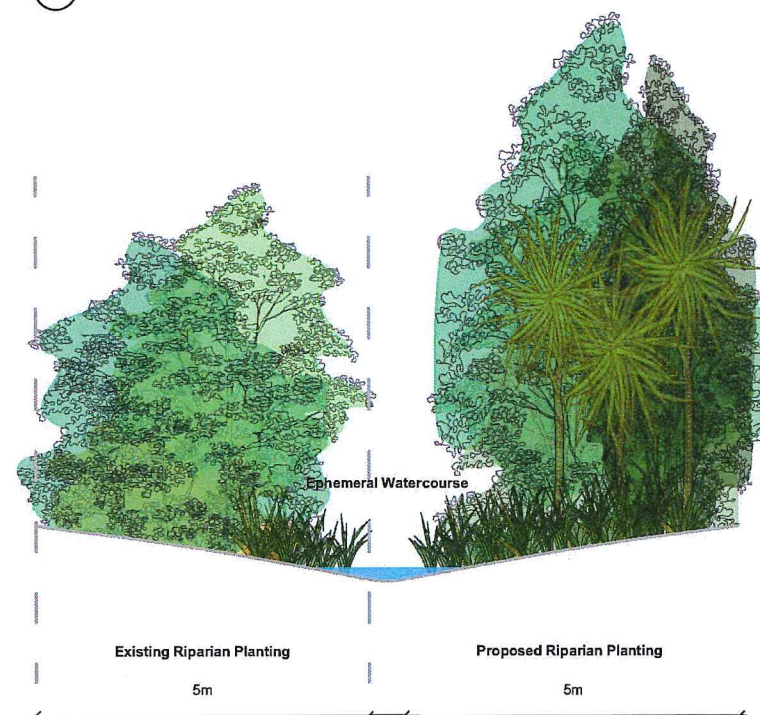 Ephemeral Watercourse
Existing Riparian Planting
Proposed Riparian Planting
5m
5m